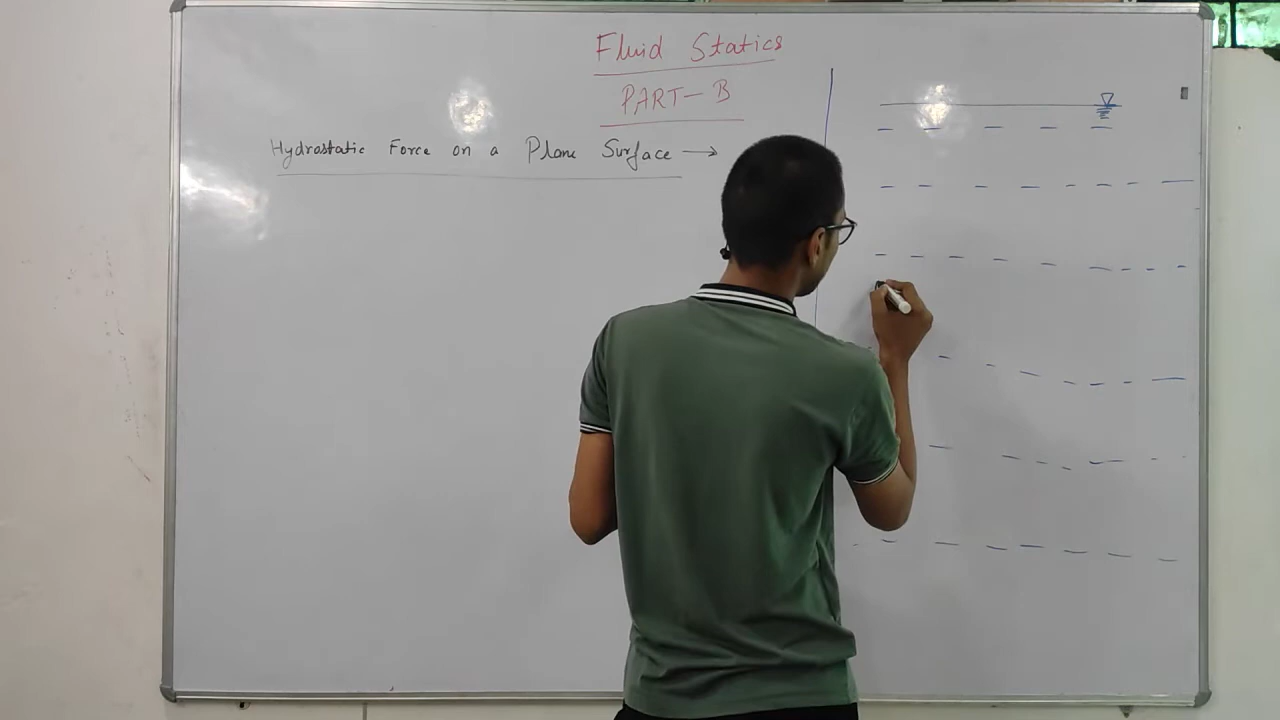 Fluid Statics
PART-B
Hydrostatic Force on a Plane Surface →